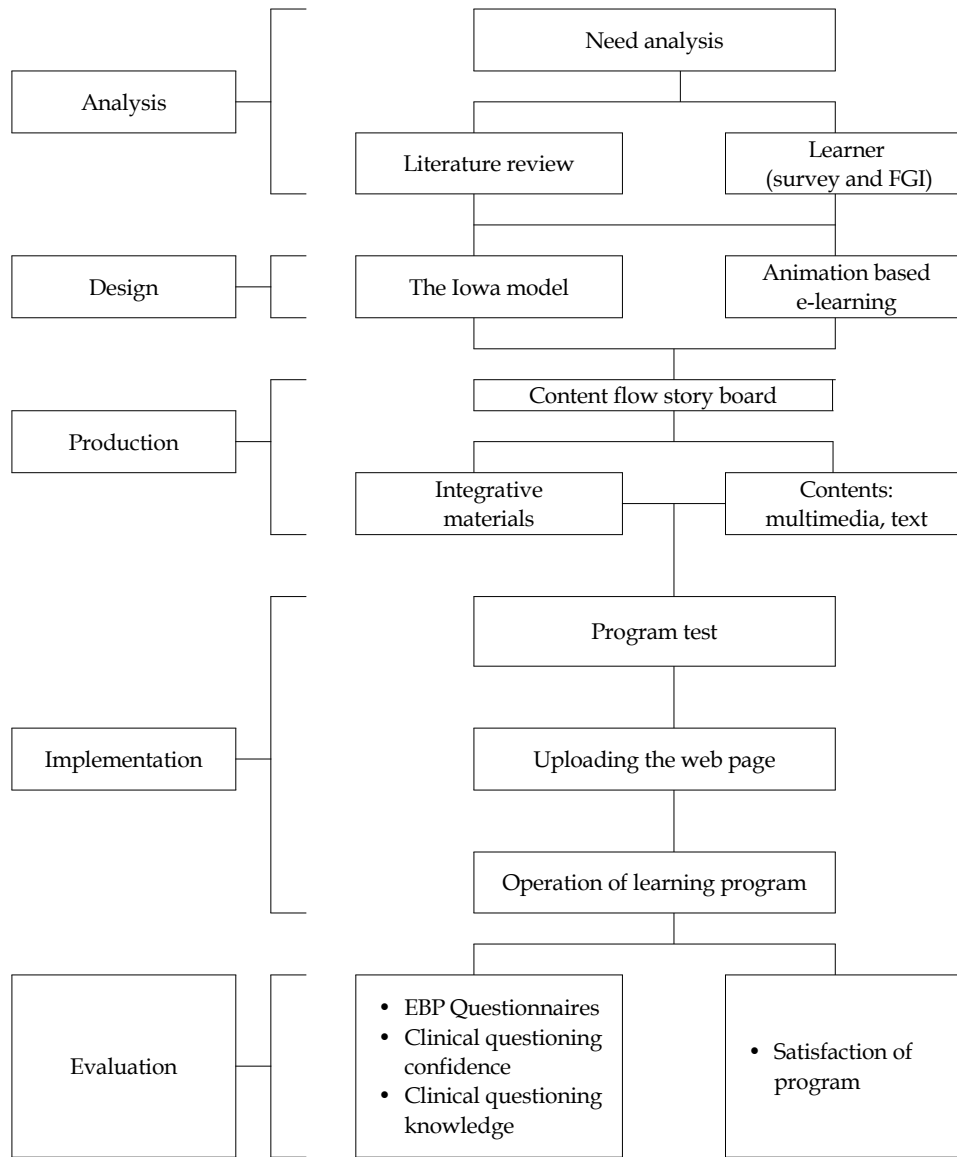 Need analysis
Analysis
Literature review
Learner
(survey and FGI)
Design
The Iowa model
Animation based
e-learning
Content flow story board
Production
Integrative
materials
Contents:
multimedia, text
Program test
Implementation
Uploading the web page
Operation of learning program
Evaluation
• EBP Questionnaires
• Clinical questioning
confidence
• Clinical questioning
knowledge
• Satisfaction of
program